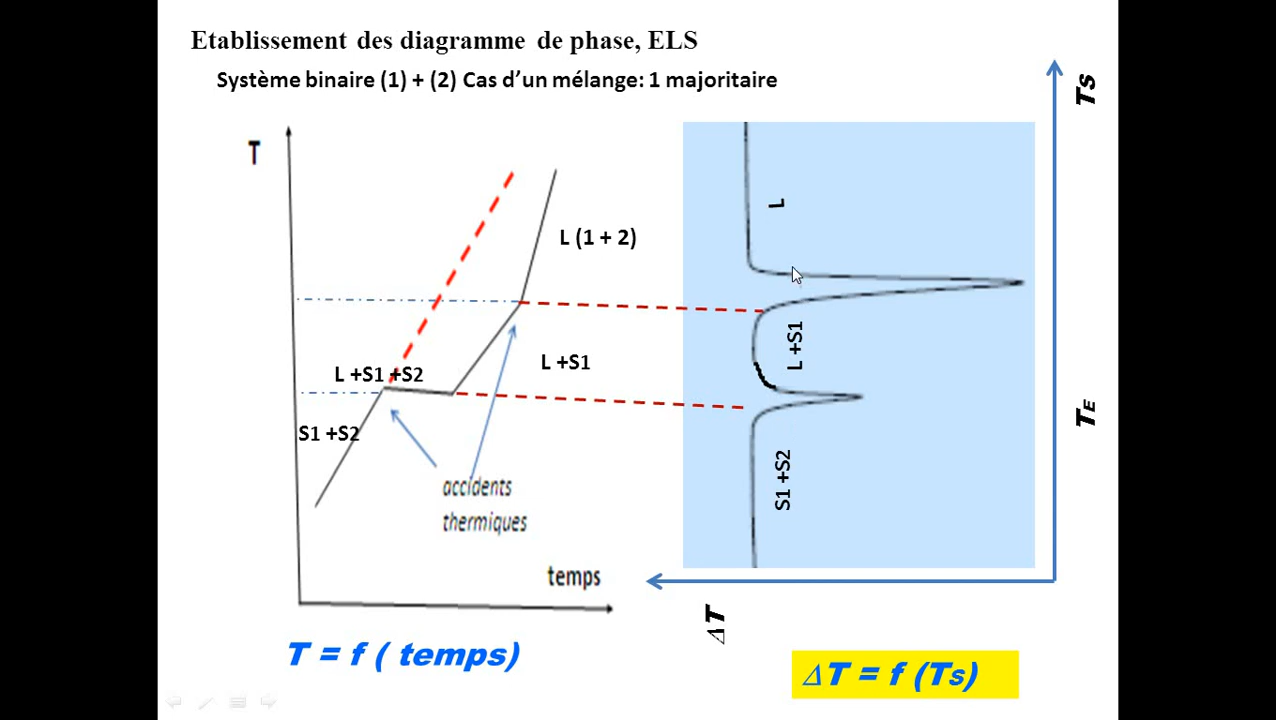 Etablissement des diagramme de phase, ELS
Système binaire (1) + (2) Cas d'un mélange: 1 majoritaire
T
L (1 + 2)
L +S1 +S2
L +S1
S1 +S2
accidents
thermiques
temps
T = f ( temps)
L
L +S1
S1 +S2
TS
TE
ΔT
ΔT = f (Ts)